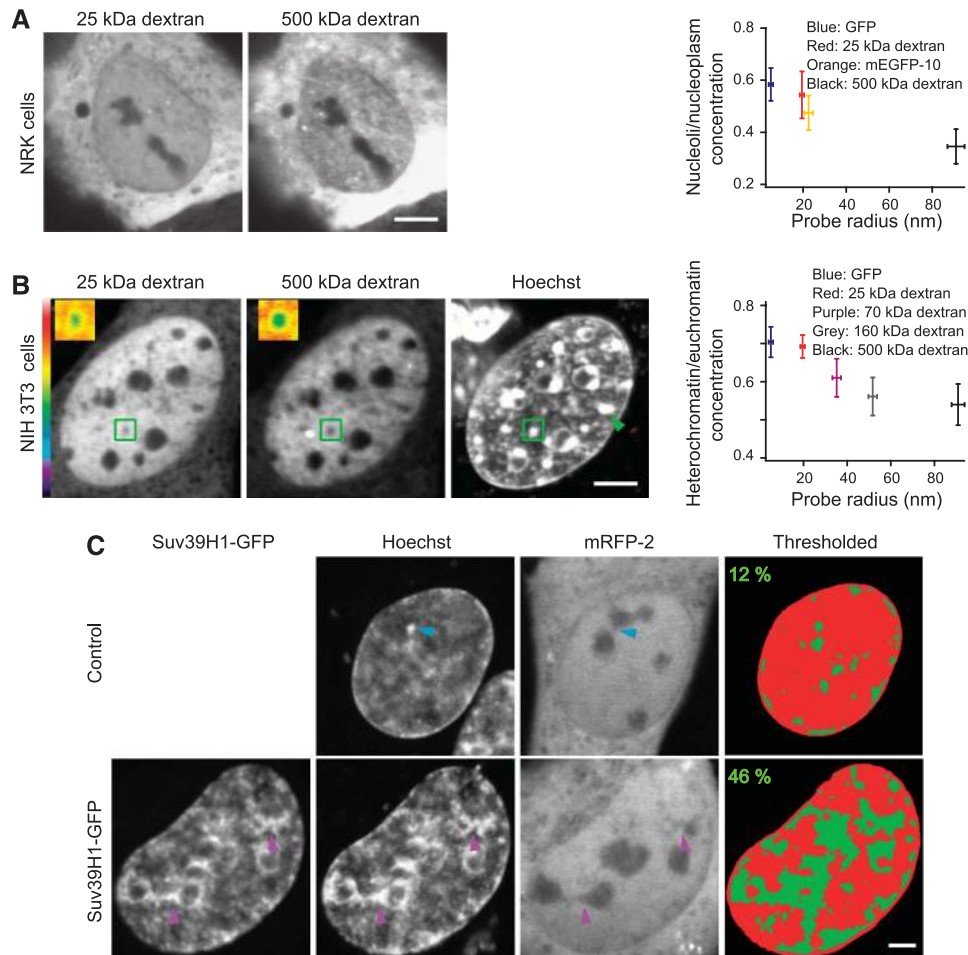 A
25 kDa dextran
500 kDa dextran
NRK cells
Nucleoli/nucleoplasm
concentration
0.8
0.6
0.4
0.2
Blue: GFP
Red: 25 kDa dextran
Orange: mEGFP-10
Black: 500 kDa dextran
20
40
60
80
Probe radius (nm)
B
25 kDa dextran
500 kDa dextran
Hoechst
NIH 3T3 cells
Heterochromatin/euchromatin
concentration
0.8
0.6
0.4
Blue: GFP
Red: 25 kDa dextran
Purple: 70 kDa dextran
Grey: 160 kDa dextran
Black: 500 kDa dextran
20
40
60
80
Probe radius (nm)
C
Suv39H1-GFP
Hoechst
mRFP-2
Thresholded
Control
12 %
Suv39H1-GFP
46 %